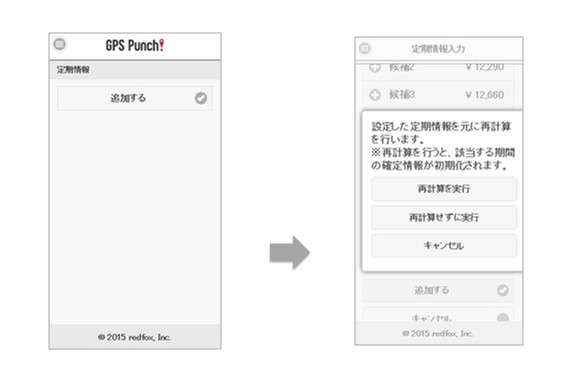 GPS Punch!
定期情報
追加する
© 2015 redfox, Inc.
定期情報入力
候補2 ¥ 12,290
候補3 ¥ 12,660
設定した定期情報を元に再計算
を行います。
※再計算を行うと、該当する期間
の確定情報が初期化されます。
再計算を実行
再計算せずに実行
キャンセル
追加する
キャンセル
© 2015 redfox, Inc.